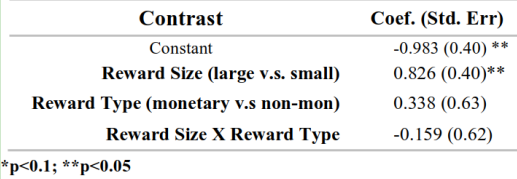 Contrast Coef. (Std. Err)
Constant -0.983 (0.40) **
Reward Size (large v.s. small) 0.826 (0.40)**
Reward Type (monetary v.s non-mon) 0.338 (0.63)
Reward Size X Reward Type -0.159 (0.62)
*p<0.1; **p<0.05